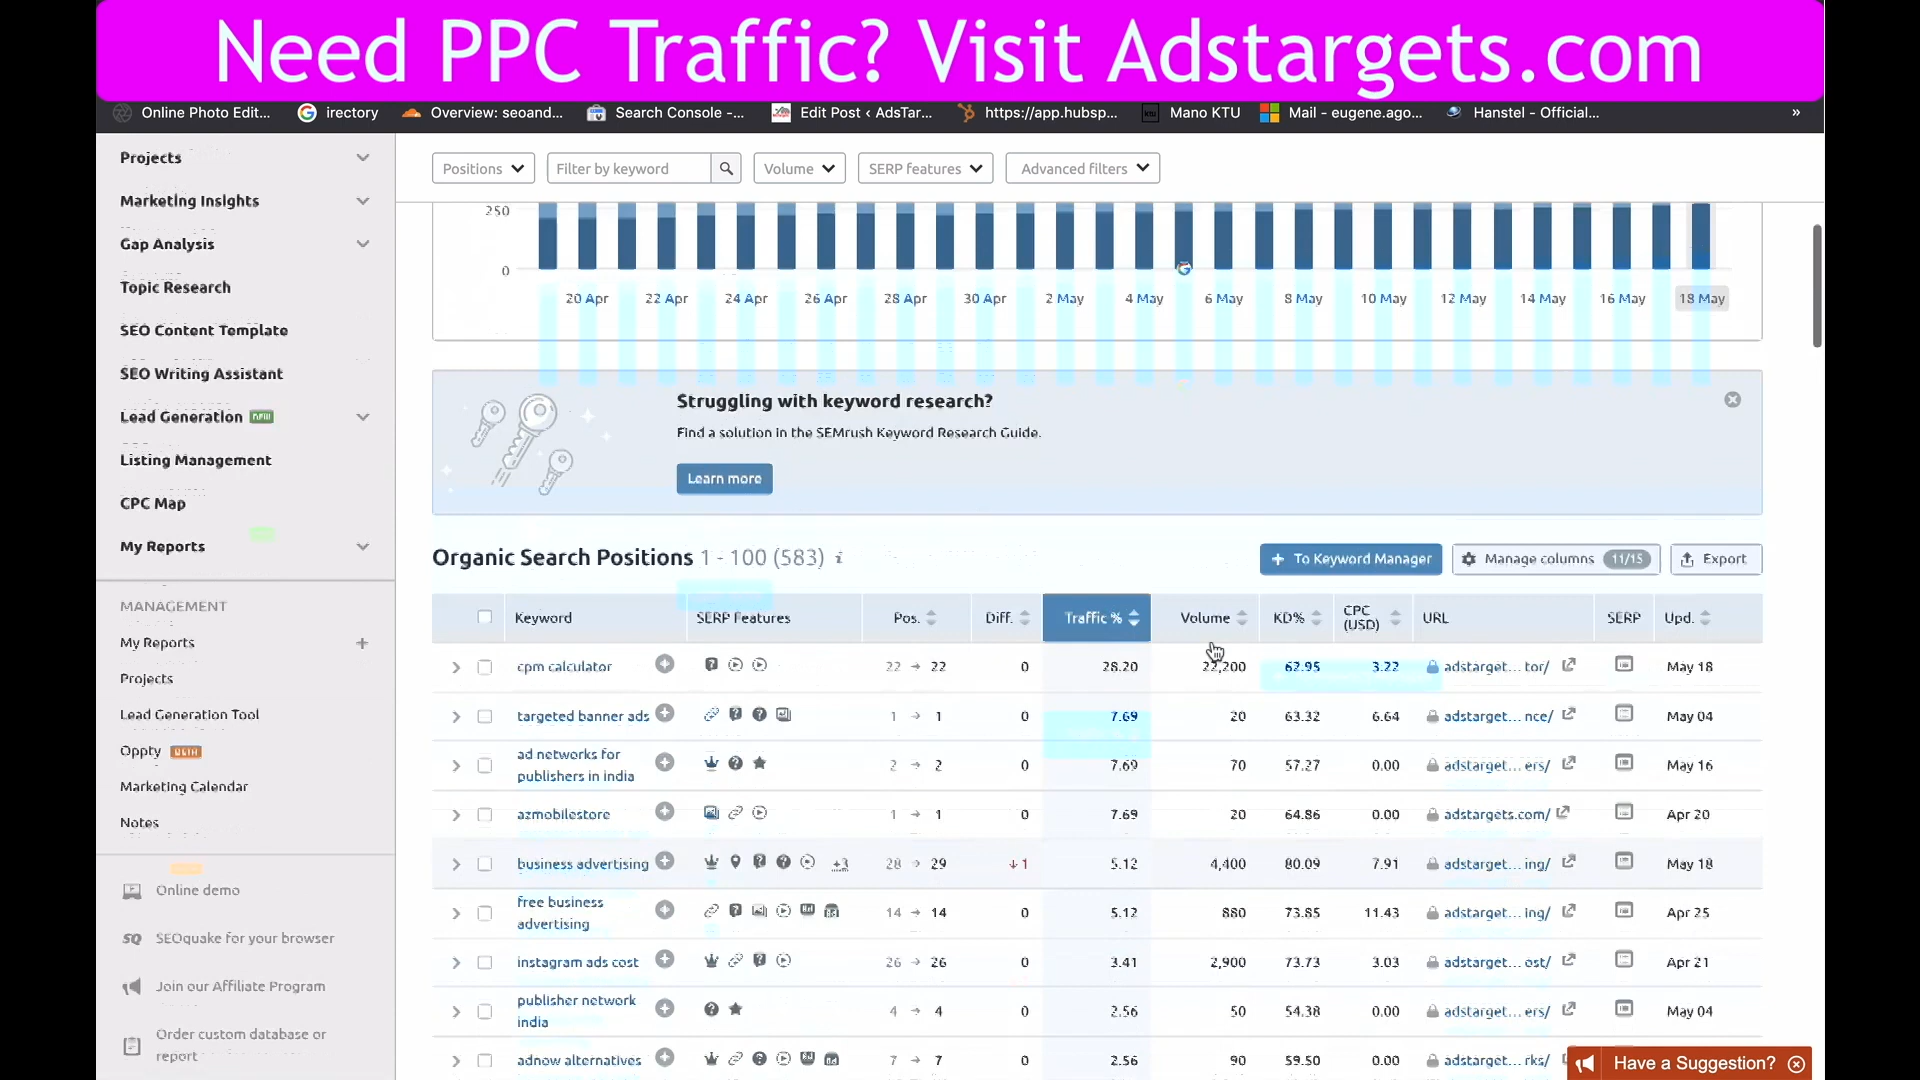 Need PPC Traffic? Visit Adstargets.com
Online Photo Edit... irectory Overview: seoand... Search Console -... Edit Post ‹ AdsTar... https://app.hubsp... Mano KTU Mail - eugene.ago... Hanstel - Official... »
Projects
Marketing Insights
Gap Analysis
Topic Research
SEO Content Template
SEO Writing Assistant
Lead Generation
Listing Management
CPC Map
My Reports
MANAGEMENT
My Reports +
Projects
Lead Generation Tool
Oppty BETA
Marketing Calendar
Notes
Online demo
SQ SEOquake for your browser
Join our Affiliate Program
Order custom database or
report
Positions Filter by keyword Volume SERP features Advanced filters
250
0
20 Apr 22 Apr 24 Apr 26 Apr 28 Apr 30 Apr 2 May 4 May 6 May 8 May 10 May 12 May 14 May 16 May 18 May
Struggling with keyword research?
Find a solution in the SEMrush Keyword Research Guide.
Learn more
Organic Search Positions 1 - 100 (583) i
+ To Keyword Manager Manage columns 11/15 Export
Keyword SERP Features Pos. Diff. Traffic % Volume KD% CPC (USD) URL SERP Upd.
cpm calculator 22 → 22 0 28.20 22,200 62.95 3.22 adstarget... tor/ May 18
targeted banner ads 1 → 1 0 7.69 20 63.32 6.64 adstarget... nce/ May 04
ad networks for publishers in india 2 → 2 0 7.69 70 57.27 0.00 adstarget... ers/ May 16
azmobilestore 1 → 1 0 7.69 20 64.86 0.00 adstargets.com/ Apr 20
business advertising +3 28 → 29 ↓1 5.12 4,400 80.09 7.91 adstarget... ing/ May 18
free business advertising 14 → 14 0 5.12 880 73.85 11.43 adstarget... ing/ Apr 25
instagram ads cost 26 → 26 0 3.41 2,900 73.73 3.03 adstarget... ost/ Apr 21
publisher network india 4 → 4 0 2.56 50 54.38 0.00 adstarget... ers/ May 04
adnow alternatives 7 → 7 0 2.56 90 59.50 0.00 adstarget... rks/
Have a Suggestion?